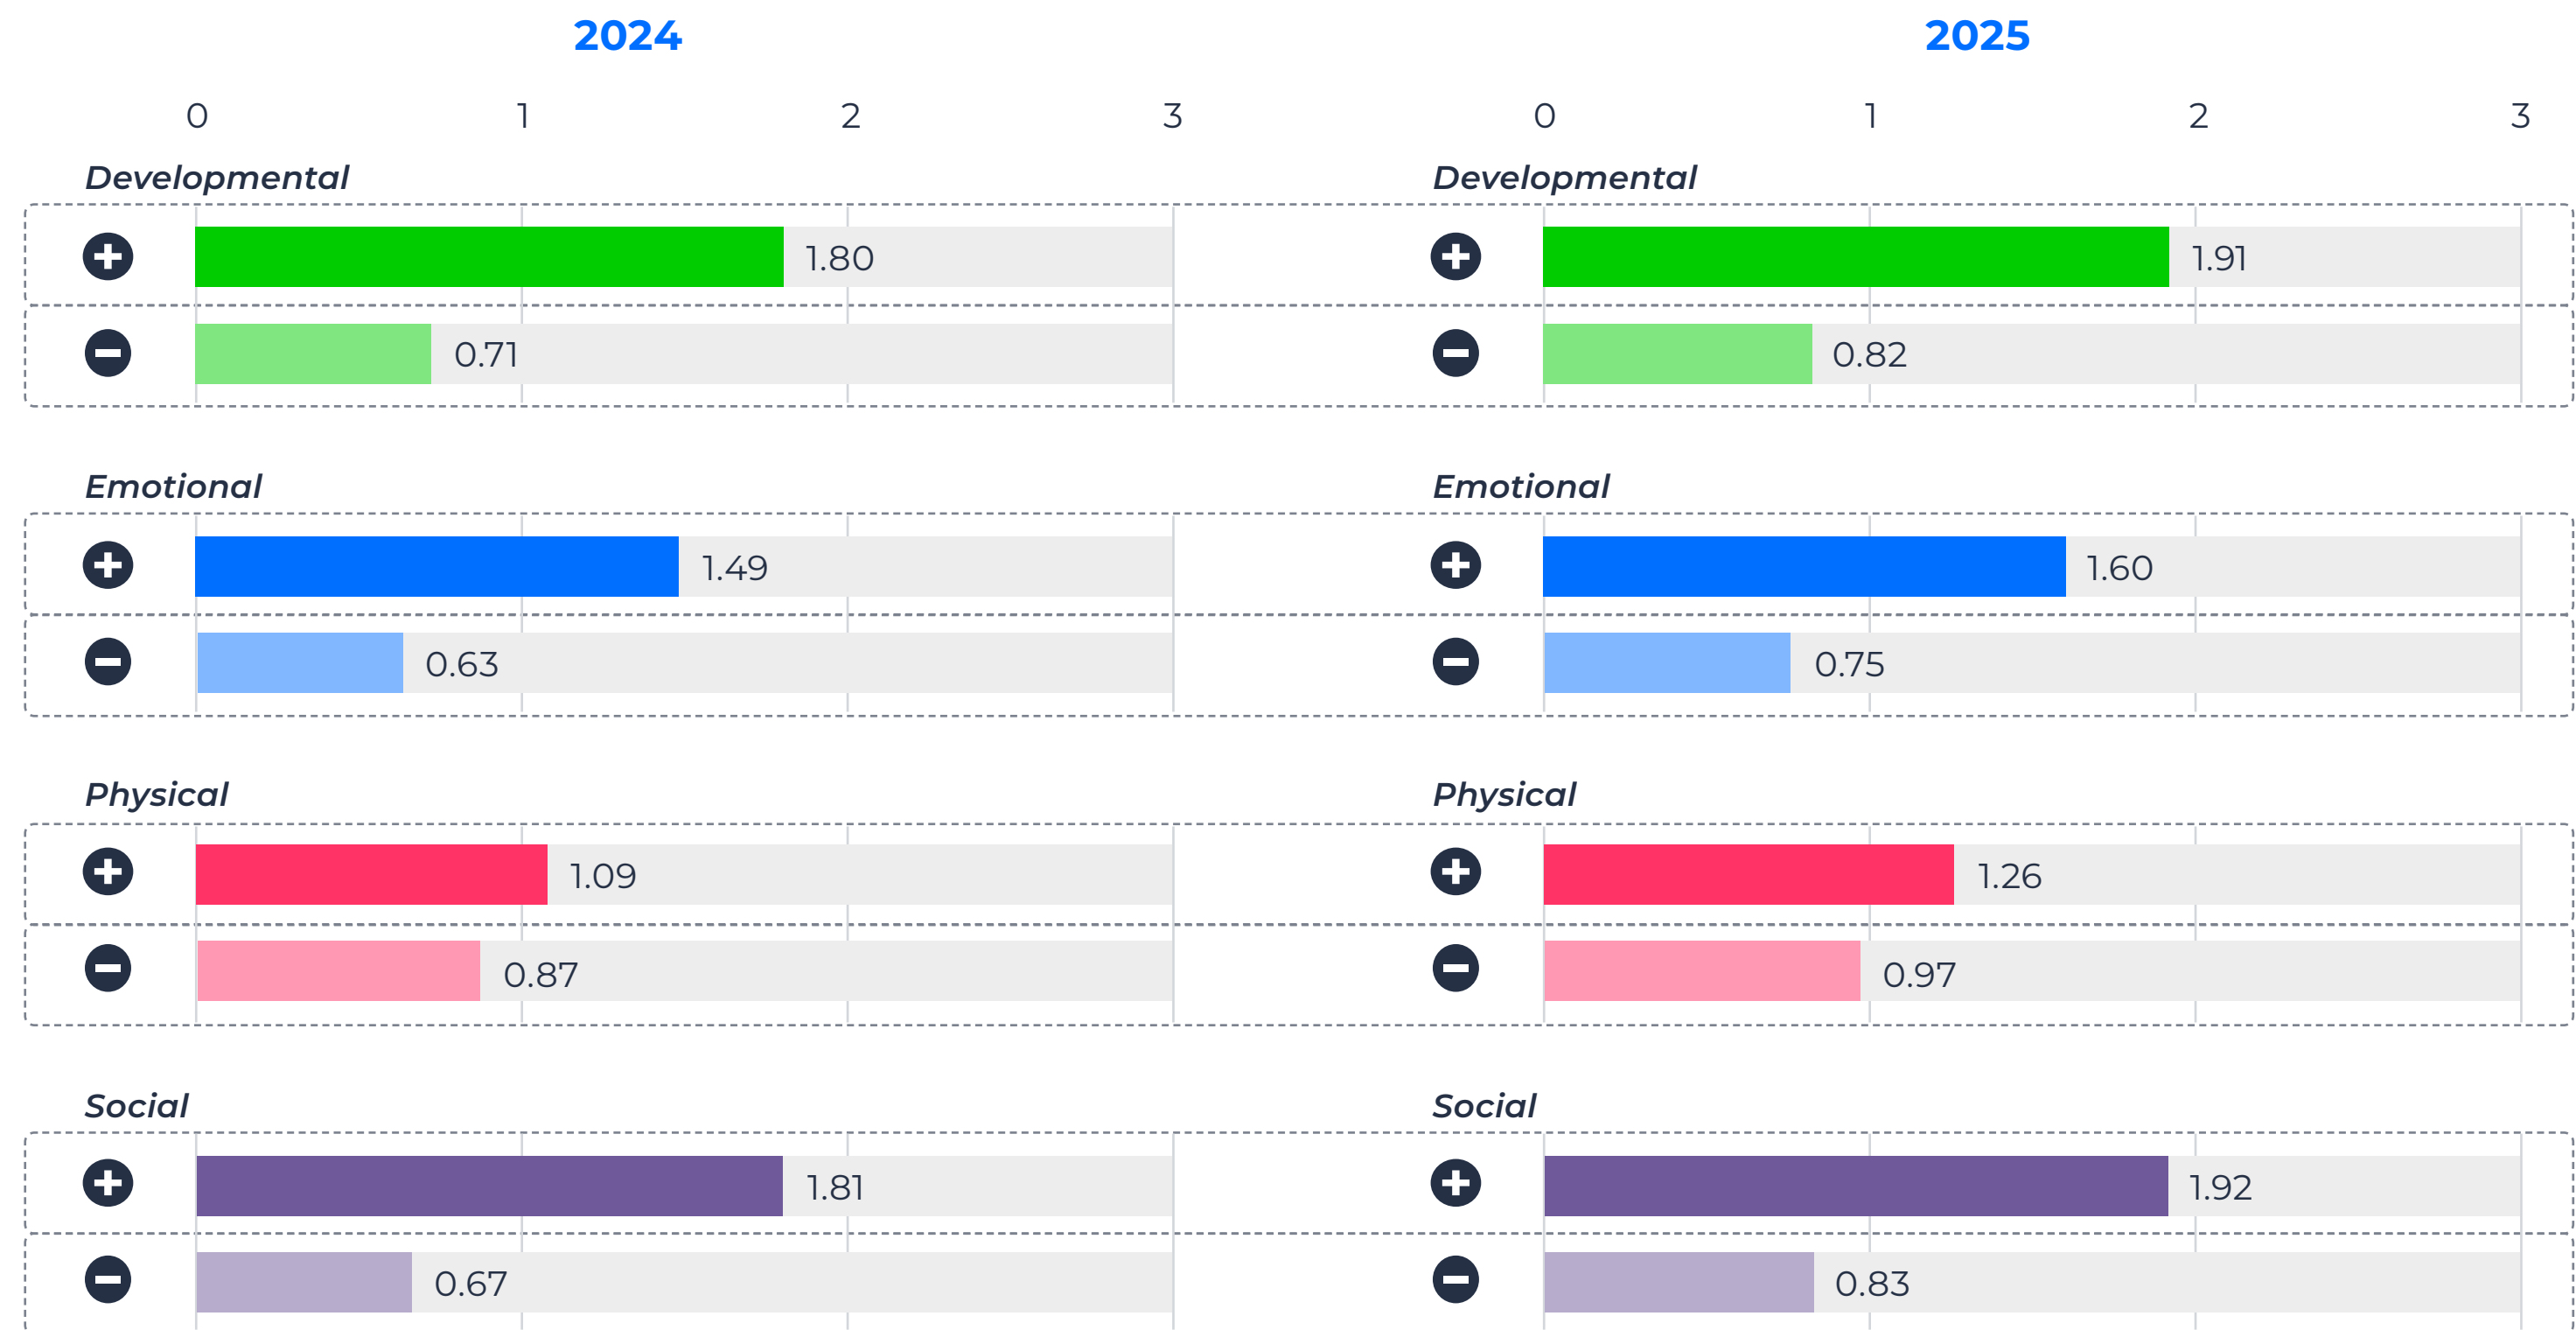 2024 2025
0 1 2 3 0 1 2 3
Developmental Developmental
1.80 1.91
0.71 0.82
Emotional Emotional
1.49 1.60
0.63 0.75
Physical Physical
1.09 1.26
0.87 0.97
Social Social
1.81 1.92
0.67 0.83